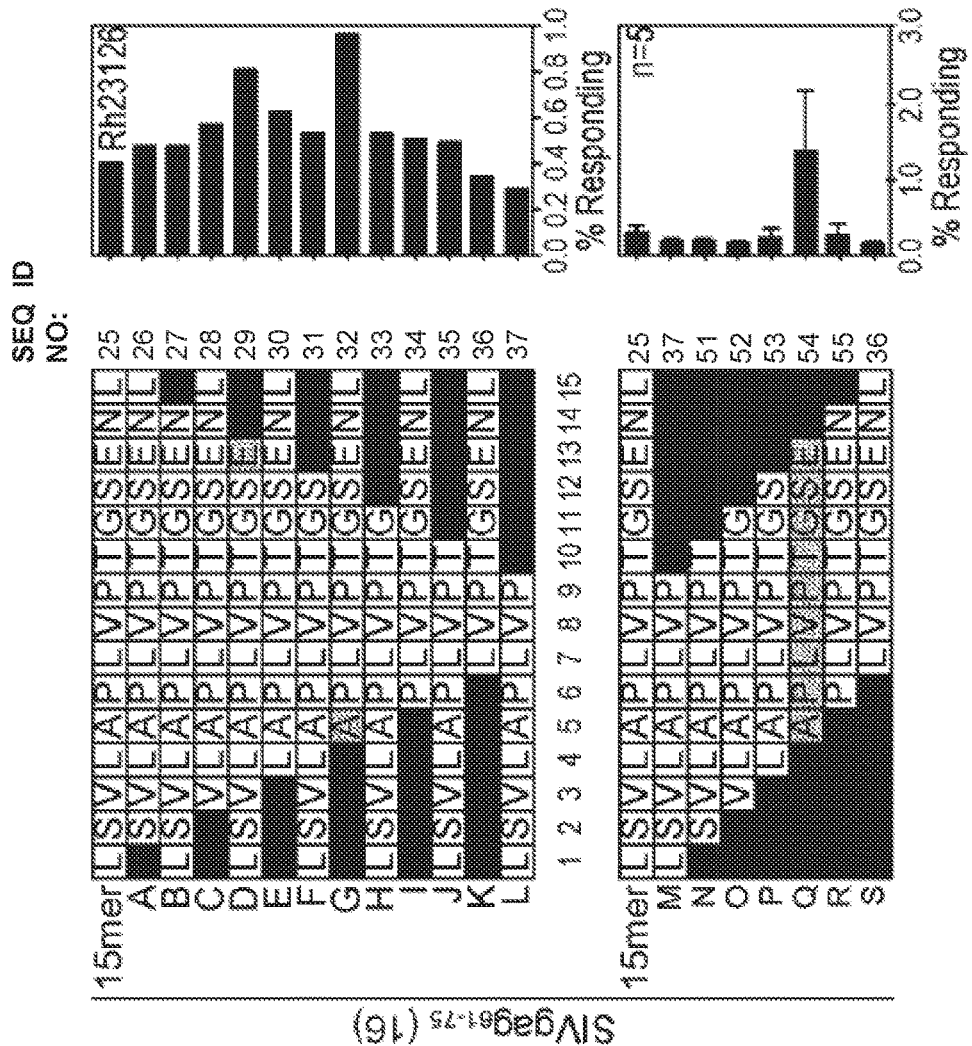 SEQ ID
NO:
15mer L S V L A P L V P T G S E N L 25
A S V L A P L V P T G S E N L 26
B L S V L A P L V P T G S E N 27
C V L A P L V P T G S E N L 28
D L S V L A P L V P T G S E 29
E L A P L V P T G S E N L 30
F L S V L A P L V P T G S 31
G A P L V P T G S E N L 32
H L S V L A P L V P T G 33
I P L V P T G S E N L 34
J L S V L A P L V P T 35
K L V P T G S E N L 36
L L S V L A P L V P 37
1 2 3 4 5 6 7 8 9 10 11 12 13 14 15
Rh23126
0.0 0.2 0.4 0.6 0.8 1.0
% Responding
15mer L S V L A P L V P T G S E N L 25
M L S V L A P L V P 37
N S V L A P L V P T 51
O V L A P L V P T G 52
P L A P L V P T G S 53
Q A P L V P T G S E 54
R P L V P T G S E N 55
S L V P T G S E N L 36
n=5
0.0 1.0 2.0 3.0
% Responding
SIVgag61-75 (16)